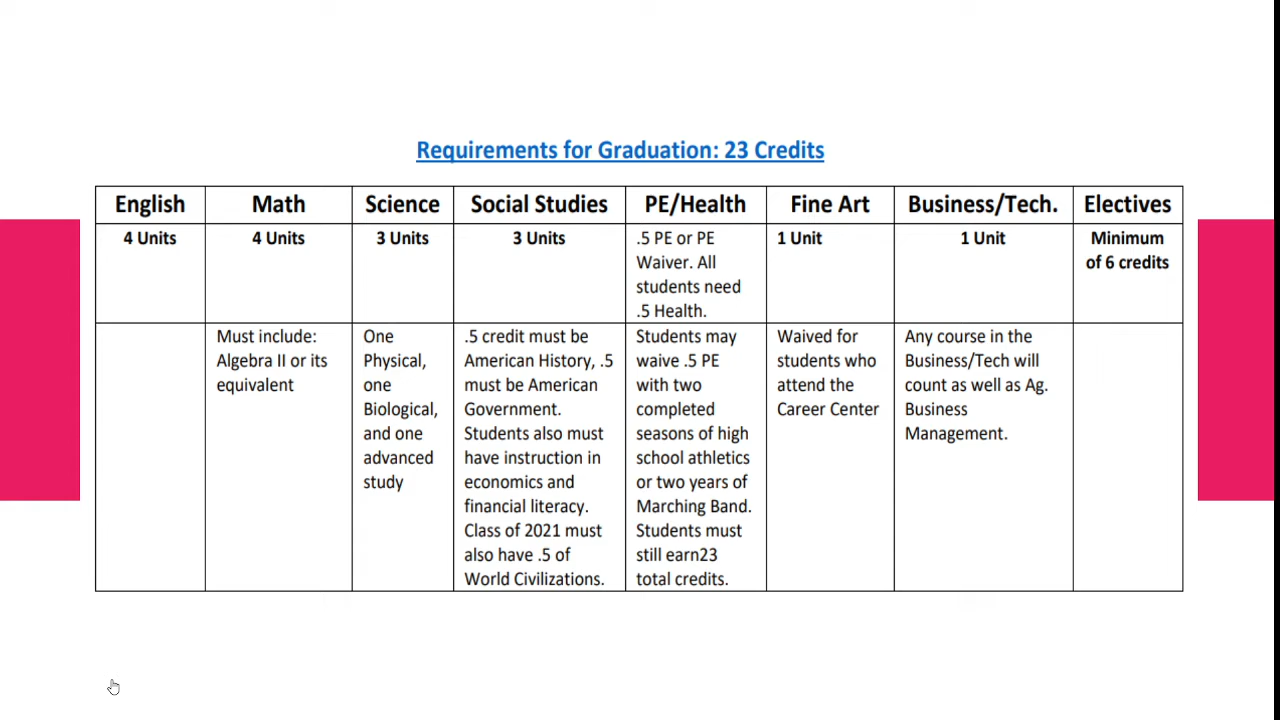 Requirements for Graduation: 23 Credits
English Math Science Social Studies PE/Health Fine Art Business/Tech. Electives
4 Units
4 Units
3 Units
3 Units
.5 PE or PE
Waiver. All
students need
.5 Health.
1 Unit
1 Unit
Minimum
of 6 credits
Must include:
Algebra II or its
equivalent
One
Physical,
one
Biological,
and one
advanced
study
.5 credit must be
American History, .5
must be American
Government.
Students also must
have instruction in
economics and
financial literacy.
Class of 2021 must
also have .5 of
World Civilizations.
Students may
waive .5 PE
with two
completed
seasons of high
school athletics
or two years of
Marching Band.
Students must
still earn23
total credits.
Waived for
students who
attend the
Career Center
Any course in the
Business/Tech will
count as well as Ag.
Business
Management.